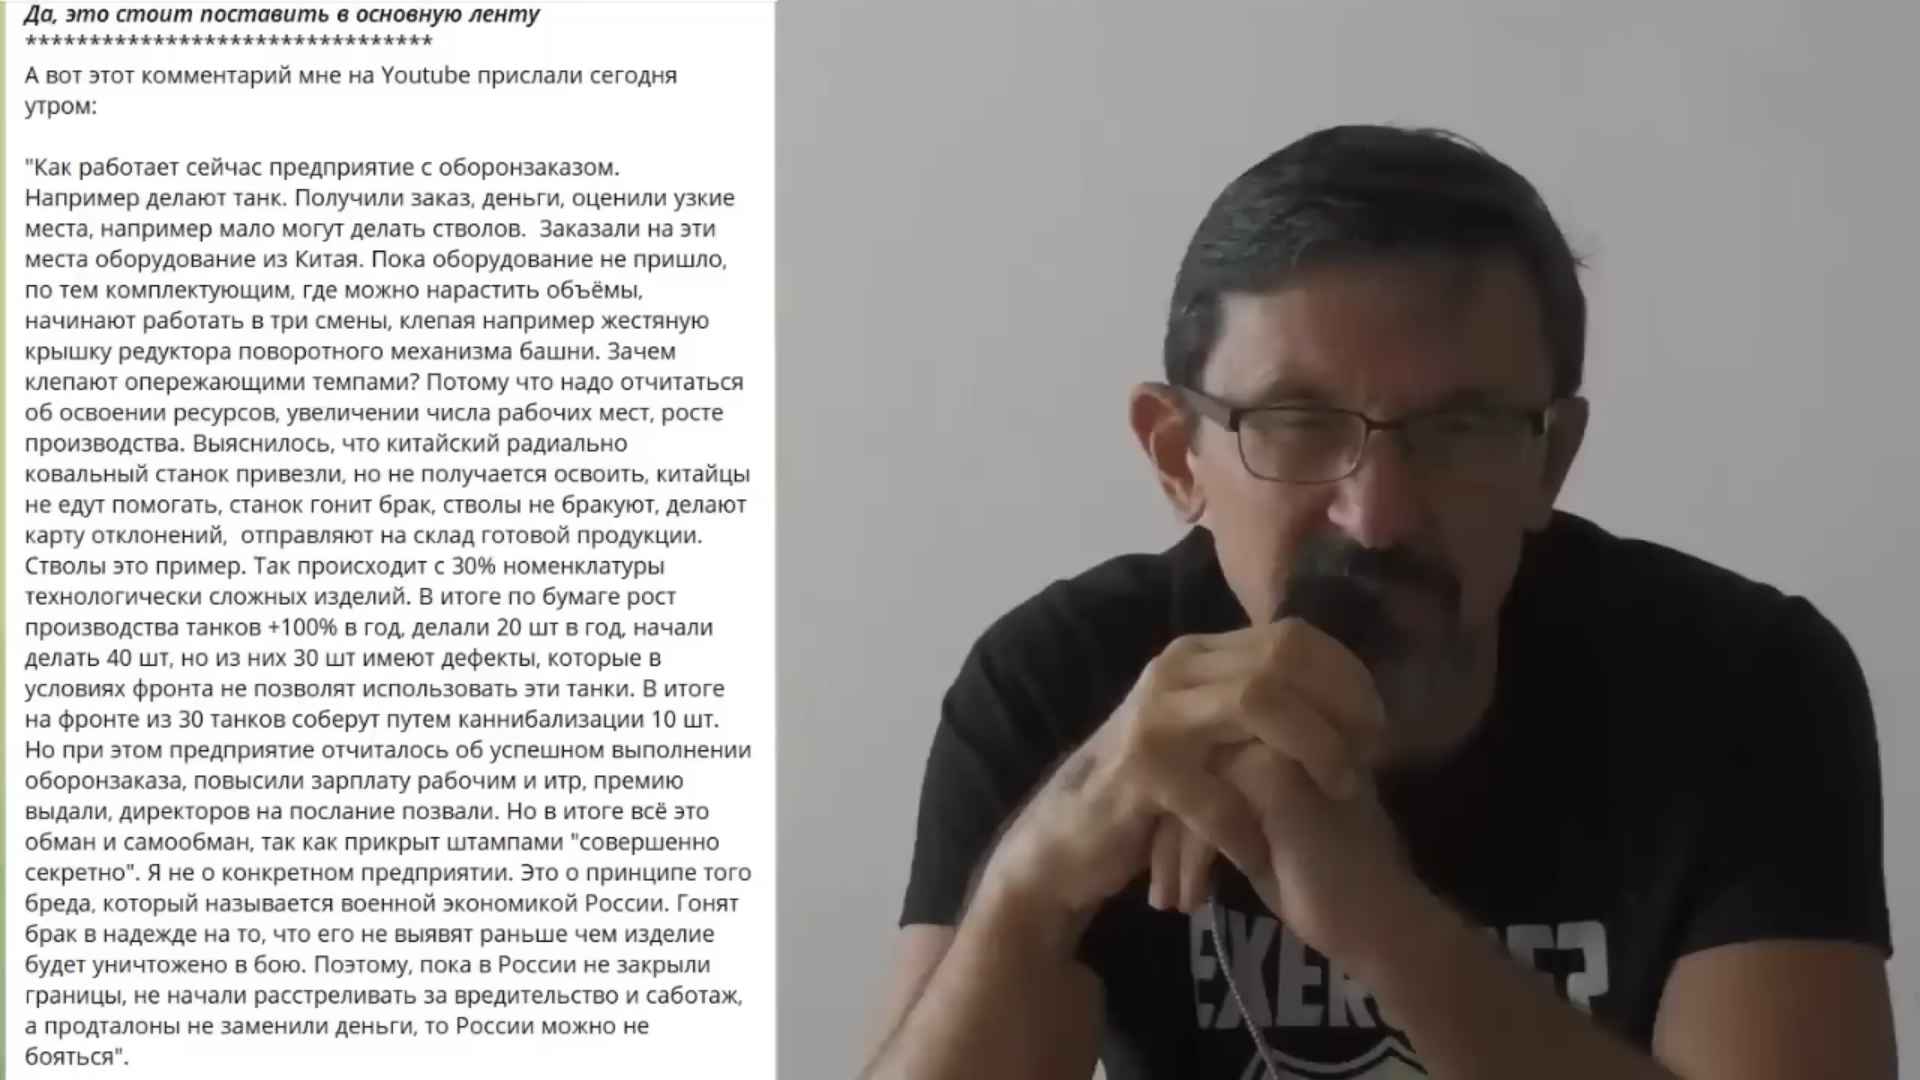 Да, это стоит поставить в основную ленту
********************************
А вот этот комментарий мне на Youtube прислали сегодня
утром:
"Как работает сейчас предприятие с оборонзаказом.
Например делают танк. Получили заказ, деньги, оценили узкие
места, например мало могут делать стволов.  Заказали на эти
места оборудование из Китая. Пока оборудование не пришло,
по тем комплектующим, где можно нарастить объёмы,
начинают работать в три смены, клепая например жестяную
крышку редуктора поворотного механизма башни. Зачем
клепают опережающими темпами? Потому что надо отчитаться
об освоении ресурсов, увеличении числа рабочих мест, росте
производства. Выяснилось, что китайский радиально
ковальный станок привезли, но не получается освоить, китайцы
не едут помогать, станок гонит брак, стволы не бракуют, делают
карту отклонений,  отправляют на склад готовой продукции.
Стволы это пример. Так происходит с 30% номенклатуры
технологически сложных изделий. В итоге по бумаге рост
производства танков +100% в год, делали 20 шт в год, начали
делать 40 шт, но из них 30 шт имеют дефекты, которые в
условиях фронта не позволят использовать эти танки. В итоге
на фронте из 30 танков соберут путем каннибализации 10 шт.
Но при этом предприятие отчиталось об успешном выполнении
оборонзаказа, повысили зарплату рабочим и итр, премию
выдали, директоров на послание позвали. Но в итоге всё это
обман и самообман, так как прикрыт штампами "совершенно
секретно". Я не о конкретном предприятии. Это о принципе того
бреда, который называется военной экономикой России. Гонят
брак в надежде на то, что его не выявят раньше чем изделие
будет уничтожено в бою. Поэтому, пока в России не закрыли
границы, не начали расстреливать за вредительство и саботаж,
а продталоны не заменили деньги, то России можно не
бояться".